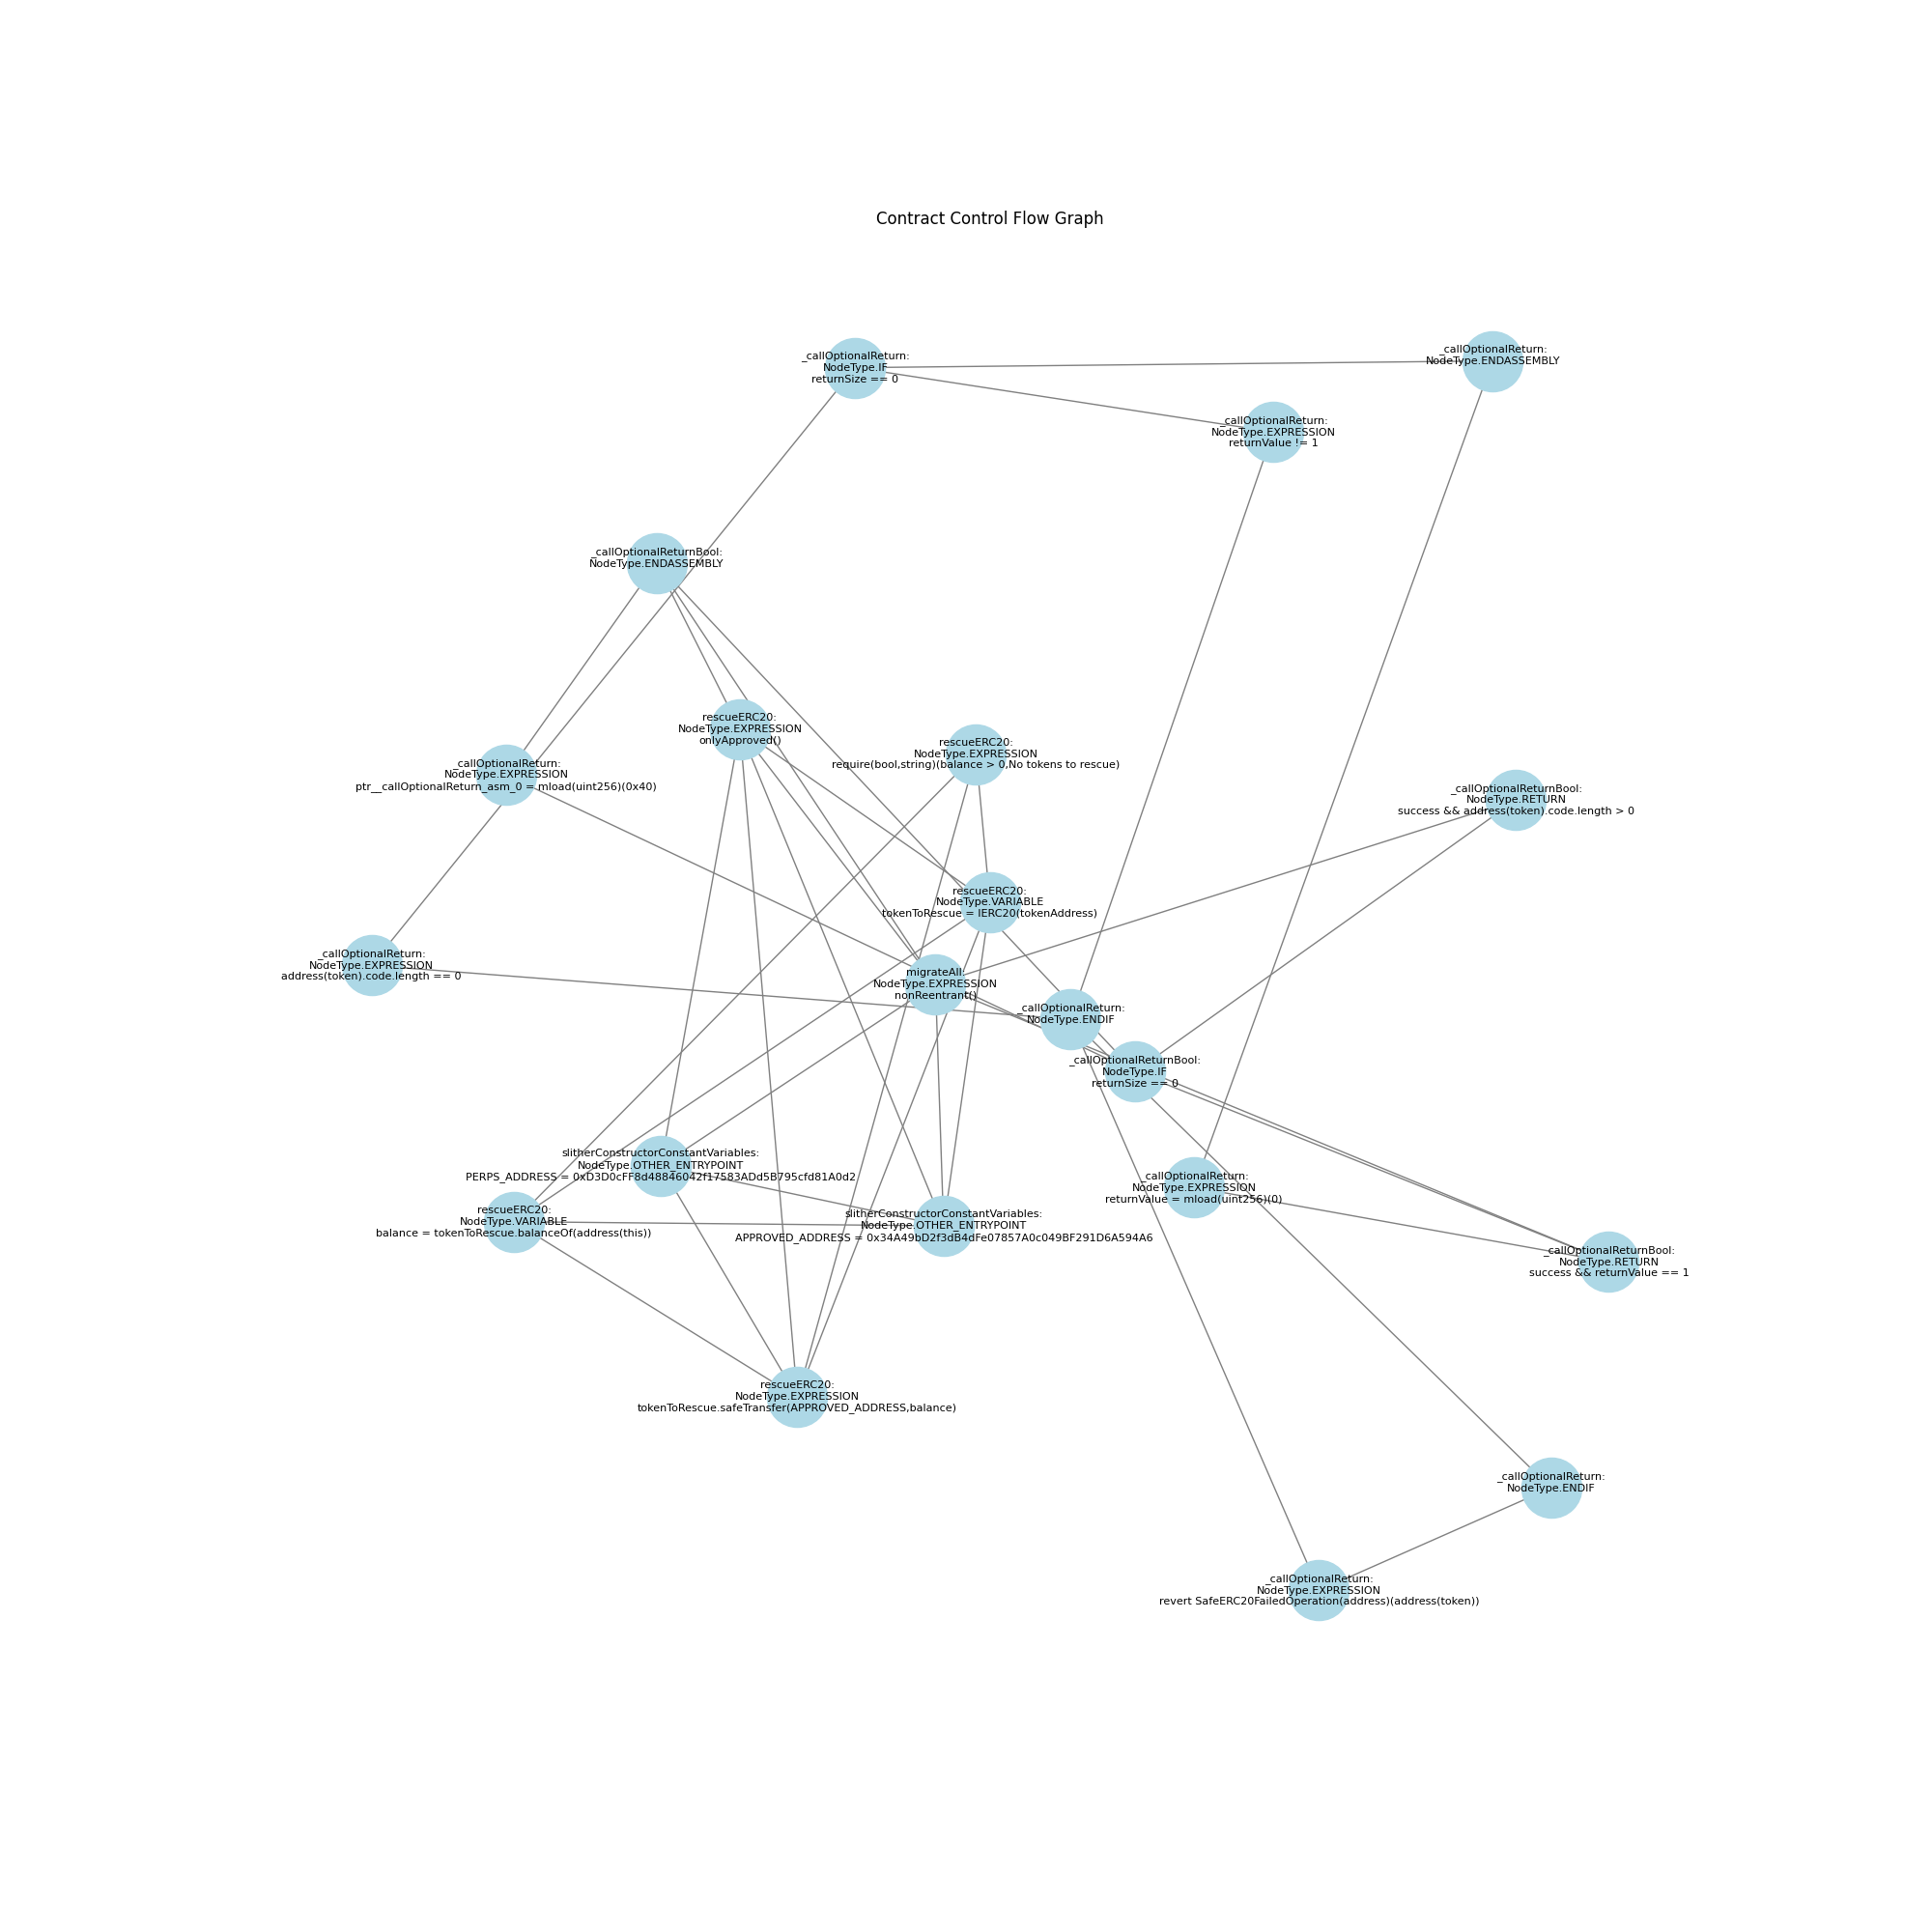 Contract Control Flow Graph
_callOptionalReturn:
NodeType.IF
returnSize == 0
_callOptionalReturn:
NodeType.ENDASSEMBLY
_callOptionalReturn:
NodeType.EXPRESSION
returnValue != 1
_callOptionalReturnBool:
NodeType.ENDASSEMBLY
rescueERC20:
NodeType.EXPRESSION
onlyApproved()
rescueERC20:
NodeType.EXPRESSION
require(bool,string)(balance > 0,No tokens to rescue)
_callOptionalReturn:
NodeType.EXPRESSION
ptr__callOptionalReturn_asm_0 = mload(uint256)(0x40)
_callOptionalReturnBool:
NodeType.RETURN
success && address(token).code.length > 0
rescueERC20:
NodeType.VARIABLE
tokenToRescue = IERC20(tokenAddress)
_callOptionalReturn:
NodeType.EXPRESSION
address(token).code.length == 0
migrateAll:
NodeType.EXPRESSION
nonReentrant()
_callOptionalReturn:
NodeType.ENDIF
_callOptionalReturnBool:
NodeType.IF
returnSize == 0
slitherConstructorConstantVariables:
NodeType.OTHER_ENTRYPOINT
PERPS_ADDRESS = 0xD3D0cFF8d48846042f17583ADd5B795cfd81A0d2
_callOptionalReturn:
NodeType.EXPRESSION
returnValue = mload(uint256)(0)
rescueERC20:
NodeType.VARIABLE
balance = tokenToRescue.balanceOf(address(this))
slitherConstructorConstantVariables:
NodeType.OTHER_ENTRYPOINT
APPROVED_ADDRESS = 0x34A49bD2f3dB4dFe07857A0c049BF291D6A594A6
_callOptionalReturnBool:
NodeType.RETURN
success && returnValue == 1
rescueERC20:
NodeType.EXPRESSION
tokenToRescue.safeTransfer(APPROVED_ADDRESS,balance)
_callOptionalReturn:
NodeType.ENDIF
_callOptionalReturn:
NodeType.EXPRESSION
revert SafeERC20FailedOperation(address)(address(token))